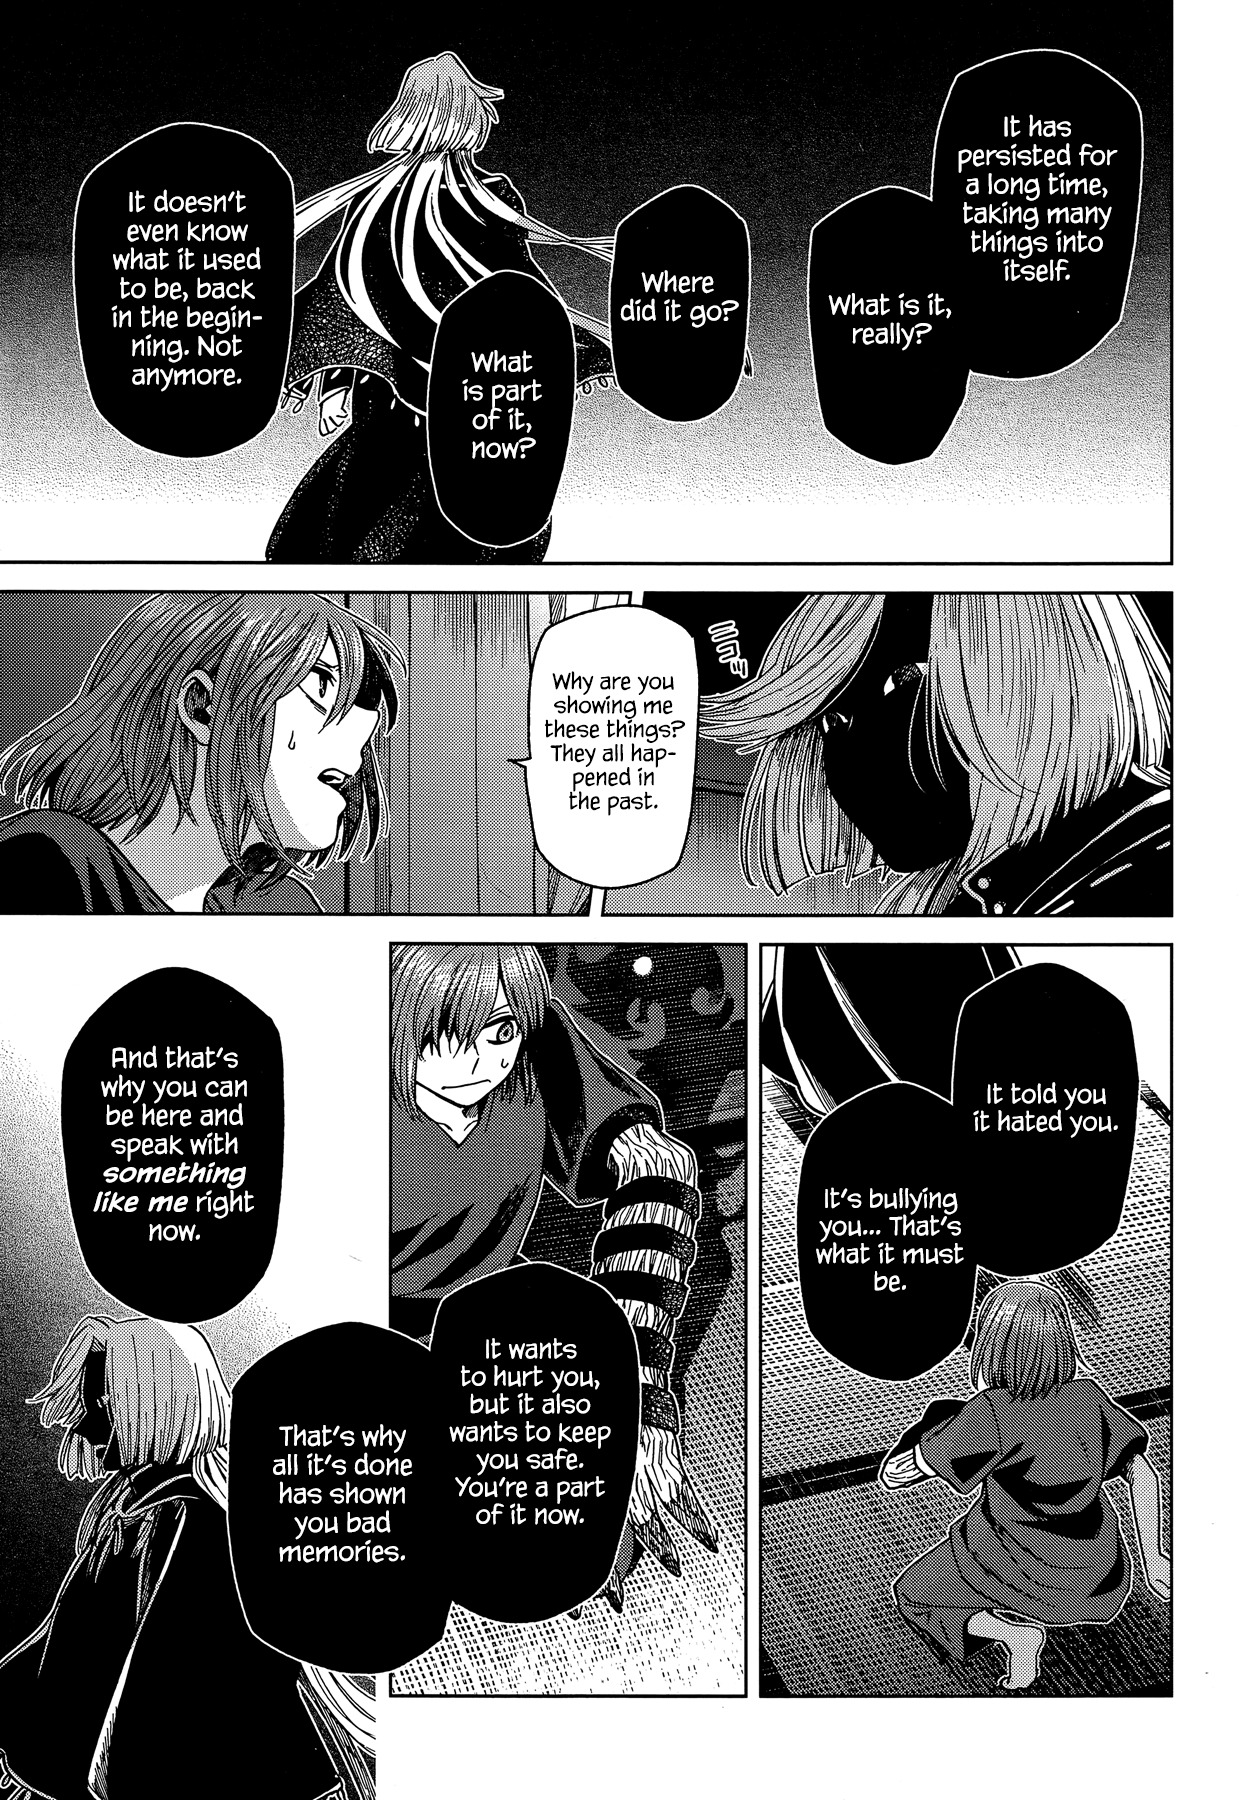 It has
persisted for
a long time,
taking many
things into
itself.
What is it,
really?
Where
did it go?
What
is part
of it,
now?
It doesn't
even know
what it used
to be, back
in the begin-
ning. Not
anymore.
ニコッ
Why are you
showing me
these things?
They all hap-
pened in
the past.
It told you
it hated you.
It's bullying
you... That's
what it must
be.
It wants
to hurt you,
but it also
wants to keep
you safe.
You're a part
of it now.
That's why
all it's done
has shown
you bad
memories.
And that's
why you can
be here and
speak with
something
like me right
now.